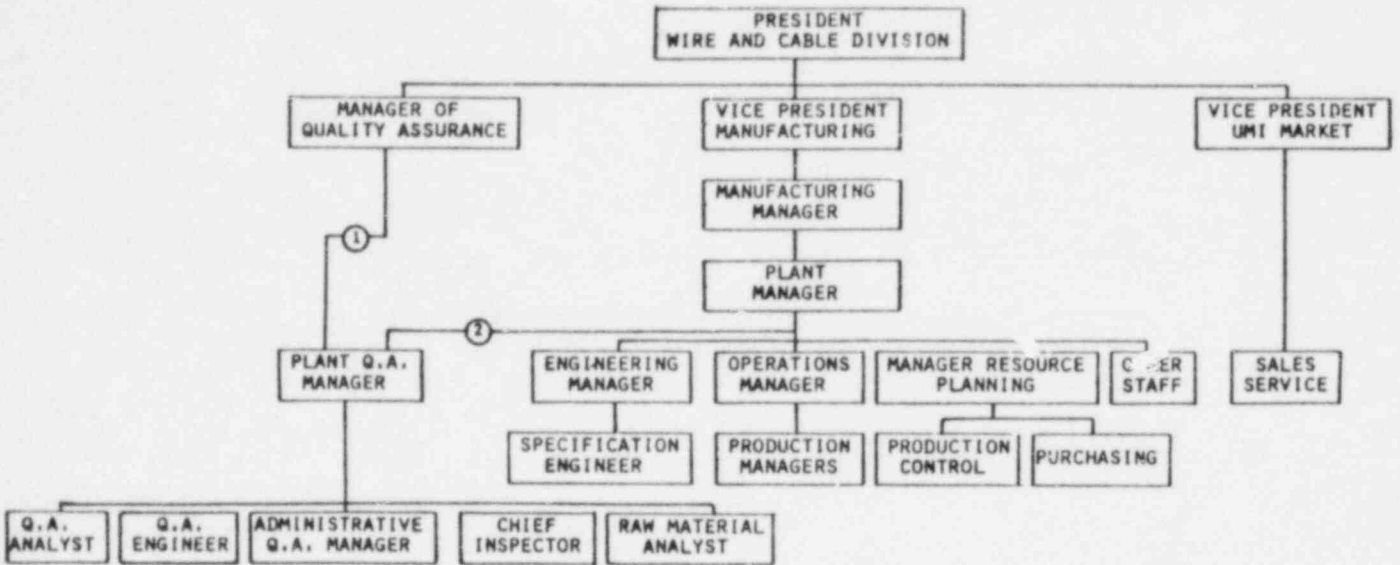 PRESIDENT
WIRE AND CABLE DIVISION
MANAGER OF
QUALITY ASSURANCE
VICE PRESIDENT
MANUFACTURING
VICE PRESIDENT
UMI MARKET
MANUFACTURING
MANAGER
1
PLANT
MANAGER
2
PLANT Q.A.
MANAGER
ENGINEERING
MANAGER
OPERATIONS
MANAGER
MANAGER RESOURCE
PLANNING
STAFF
SALES
SERVICE
SPECIFICATION
ENGINEER
PRODUCTION
MANAGERS
PRODUCTION
CONTROL
PURCHASING
Q.A.
ANALYST
Q.A.
ENGINEER
ADMINISTRATIVE
Q.A. MANAGER
CHIEF
INSPECTOR
RAW MATERIAL
ANALYST